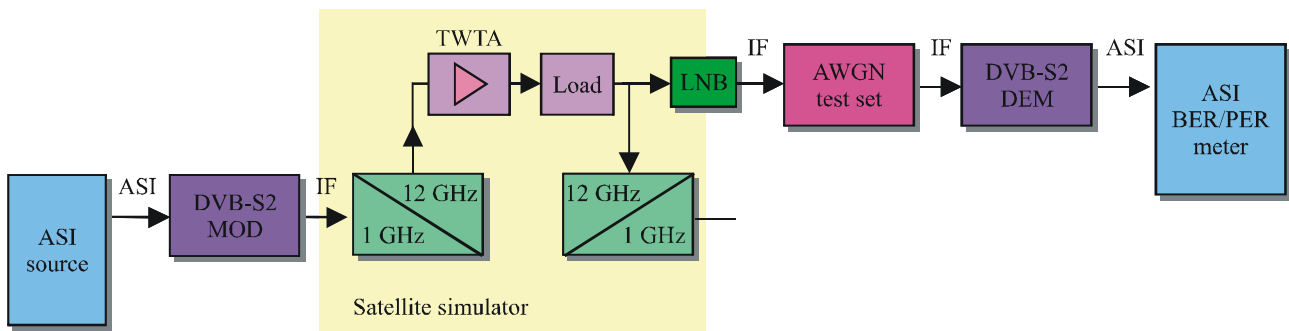 ASI
source
ASI
DVB-S2
MOD
IF
12 GHz
1 GHz
TWTA
Load
12 GHz
1 GHz
Satellite simulator
LNB
IF
AWGN
test set
IF
DVB-S2
DEM
ASI
ASI
BER/PER
meter